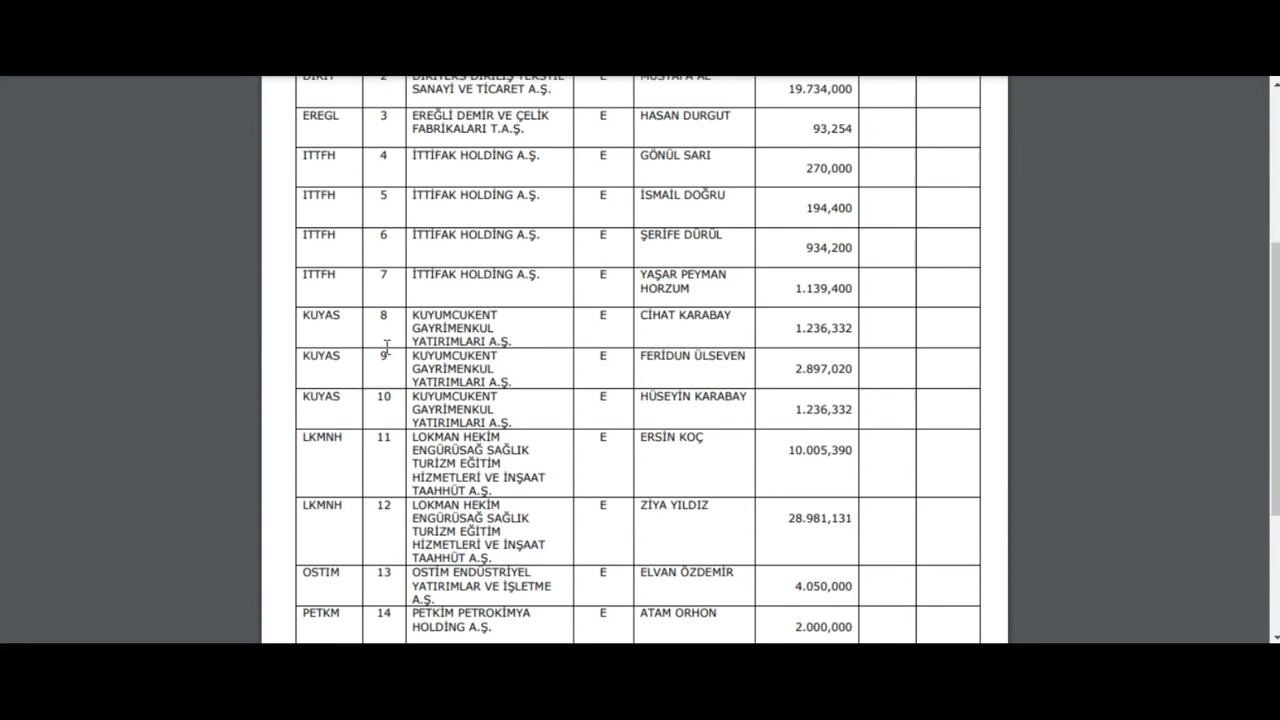 SANAYİ VE TİCARET A.Ş.
19.734,000
EREGL 3 EREĞLİ DEMİR VE ÇELİK E HASAN DURGUT
FABRİKALARI T.A.Ş. 93,254
ITTFH 4 İTTİFAK HOLDİNG A.Ş. E GÖNÜL SARI
270,000
ITTFH 5 İTTİFAK HOLDİNG A.Ş. E İSMAİL DOĞRU
194,400
ITTFH 6 İTTİFAK HOLDİNG A.Ş. E ŞERİFE DÜRÜL
934,200
ITTFH 7 İTTİFAK HOLDİNG A.Ş. E YAŞAR PEYMAN
HORZUM 1.139,400
KUYAS 8 KUYUMCUKENT E CİHAT KARABAY
GAYRİMENKUL 1.236,332
YATIRIMLARI A.Ş.
KUYAS 9 KUYUMCUKENT E FERİDUN ÜLSEVEN
GAYRİMENKUL 2.897,020
YATIRIMLARI A.Ş.
KUYAS 10 KUYUMCUKENT E HÜSEYİN KARABAY
GAYRİMENKUL 1.236,332
YATIRIMLARI A.Ş.
LKMNH 11 LOKMAN HEKİM E ERSİN KOÇ
ENGÜRÜSAĞ SAĞLIK 10.005,390
TURİZM EĞİTİM
HİZMETLERİ VE İNŞAAT
TAAHHÜT A.Ş.
LKMNH 12 LOKMAN HEKİM E ZİYA YILDIZ
ENGÜRÜSAĞ SAĞLIK 28.981,131
TURİZM EĞİTİM
HİZMETLERİ VE İNŞAAT
TAAHHÜT A.Ş.
OSTIM 13 OSTİM ENDÜSTRİYEL E ELVAN ÖZDEMİR
YATIRIMLAR VE İŞLETME 4.050,000
A.Ş.
PETKM 14 PETKİM PETROKİMYA E ATAM ORHON
HOLDİNG A.Ş. 2.000,000